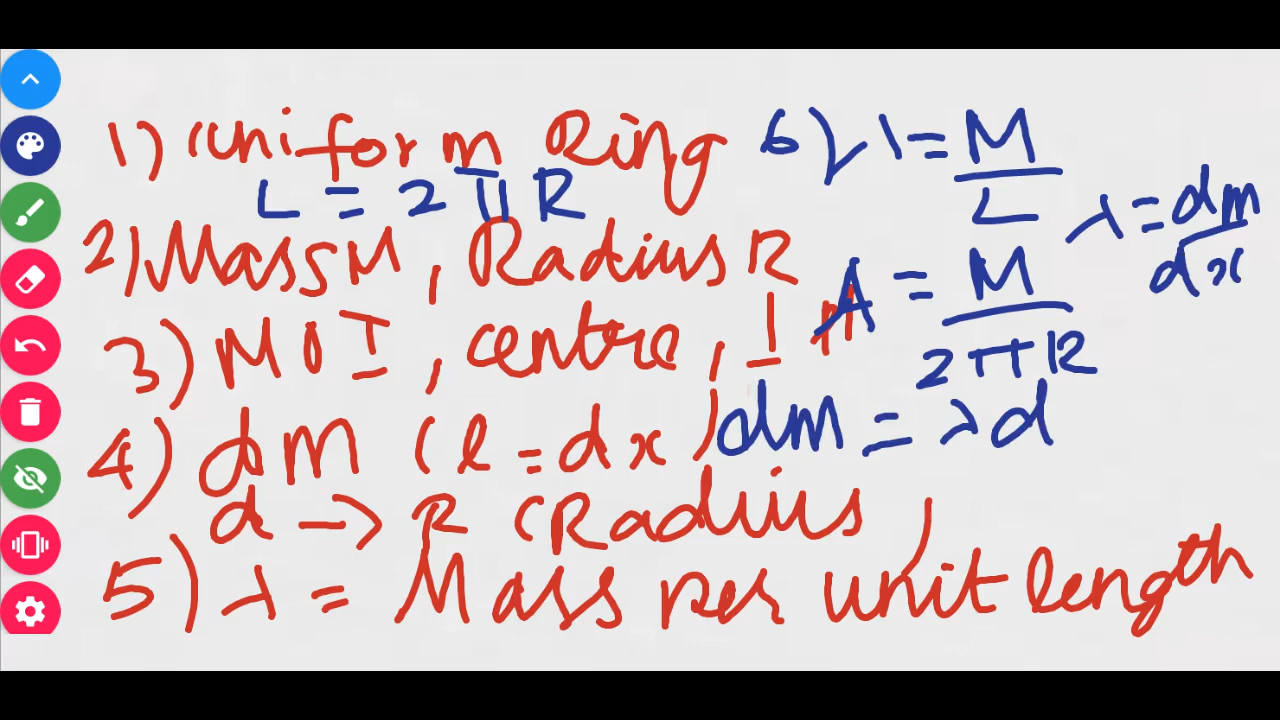 1) Uniform Ring
L = 2πR
2) Mass M, Radius R
3) MOI, centre, I
4) dm (l = dx)
d → R (Radius)
5) λ = Mass per unit length
6) λ = M/L
λ = dm/dx
λ = M/2πR
dm = λd